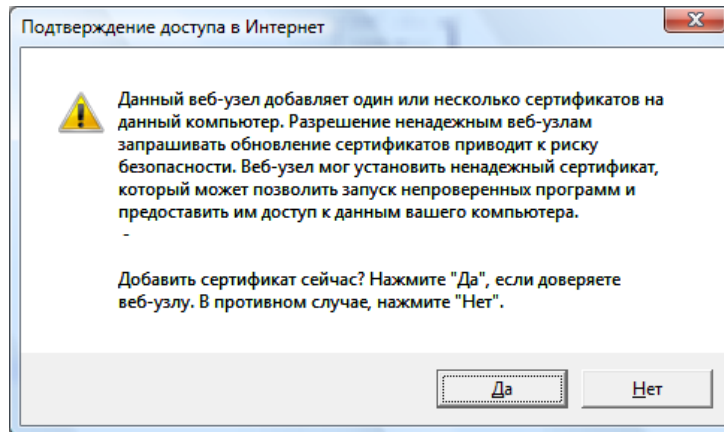 Подтверждение доступа в Интернет
Данный веб-узел добавляет один или несколько сертификатов на
данный компьютер. Разрешение ненадежным веб-узлам
запрашивать обновление сертификатов приводит к риску
безопасности. Веб-узел мог установить ненадежный сертификат,
который может позволить запуск непроверенных программ и
предоставить им доступ к данным вашего компьютера.
Добавить сертификат сейчас? Нажмите "Да", если доверяете
веб-узлу. В противном случае, нажмите "Нет".
Да
Нет